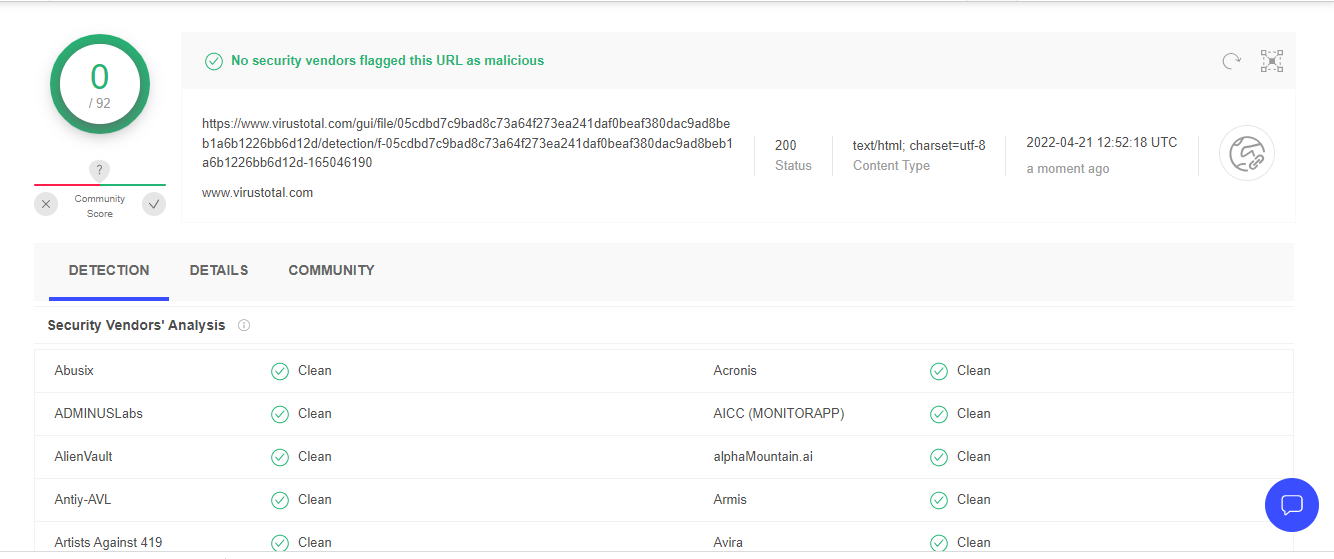 0
/ 92
No security vendors flagged this URL as malicious
https://www.virustotal.com/gui/file/05cdbd7c9bad8c73a64f273ea241daf0beaf380dac9ad8be
b1a6b1226bb6d12d/detection/f-05cdbd7c9bad8c73a64f273ea241daf0beaf380dac9ad8beb1
a6b1226bb6d12d-165046190
www.virustotal.com
200
Status
text/html; charset=utf-8
Content Type
2022-04-21 12:52:18 UTC
a moment ago
?
Community
Score
DETECTION DETAILS COMMUNITY
Security Vendors' Analysis
Abusix Clean Acronis Clean
ADMINUSLabs Clean AICC (MONITORAPP) Clean
AlienVault Clean alphaMountain.ai Clean
Antiy-AVL Clean Armis Clean
Artists Against 419 Clean Avira Clean